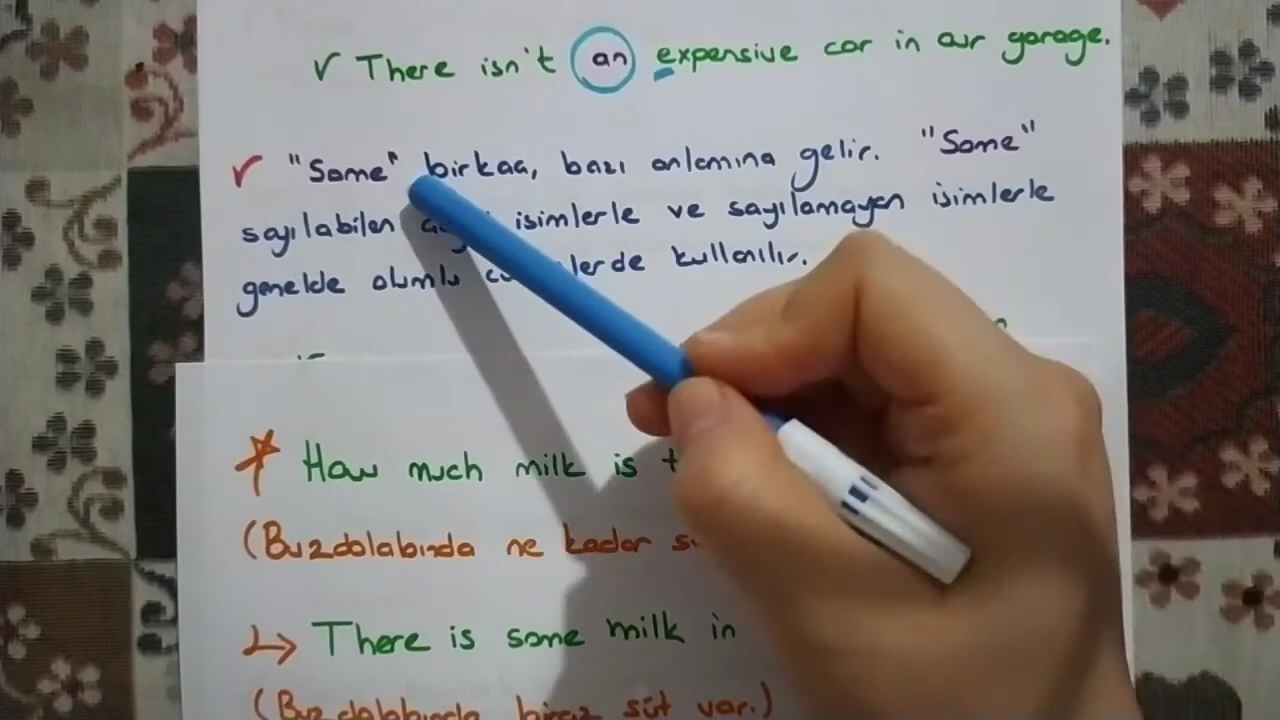 √ There isn't an expensive car in our garage.
√ "Some" birkaç, bazı anlamına gelir. "Some"
sayılabilen isimlerle ve sayılamayan isimlerle
genelde olumlu kullanılır.
* How much milk is
(Buzdolabında ne kadar
↳ There is some milk in
(Buzdolabında biraz süt var.)